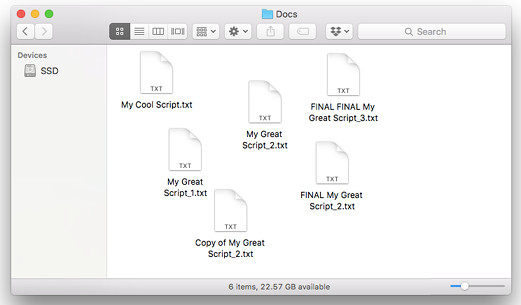 Docs
Search
Devices
SSD
TXT
My Cool Script.txt
TXT
My Great
Script_2.txt
TXT
FINAL FINAL My
Great Script_3.txt
TXT
My Great
Script_1.txt
TXT
FINAL My Great
Script_2.txt
TXT
Copy of My Great
Script_2.txt
6 items, 22.57 GB available